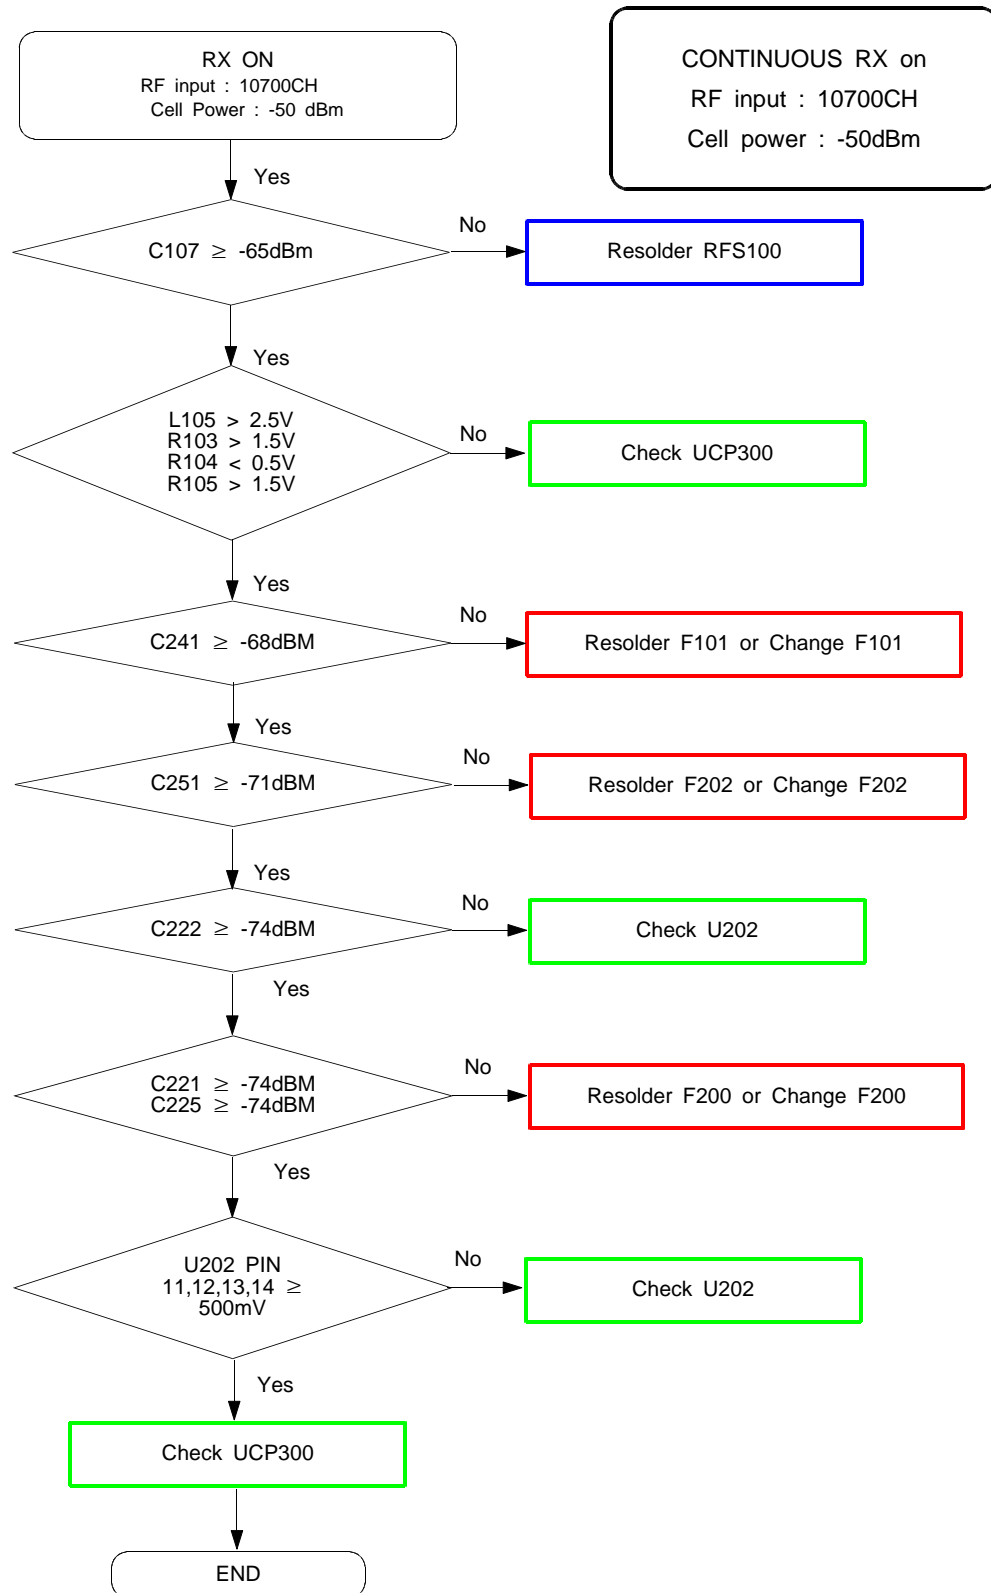 RX ON
RF input : 10700CH
Cell Power : -50 dBm
CONTINUOUS RX on
RF input : 10700CH
Cell power : -50dBm
Yes
C107 ≥ -65dBm
No
Resolder RFS100
Yes
L105 > 2.5V
R103 > 1.5V
R104 < 0.5V
R105 > 1.5V
No
Check UCP300
Yes
C241 ≥ -68dBM
No
Resolder F101 or Change F101
Yes
C251 ≥ -71dBM
No
Resolder F202 or Change F202
Yes
C222 ≥ -74dBM
No
Check U202
Yes
C221 ≥ -74dBM
C225 ≥ -74dBM
No
Resolder F200 or Change F200
Yes
U202 PIN
11,12,13,14 ≥
500mV
No
Check U202
Yes
Check UCP300
END